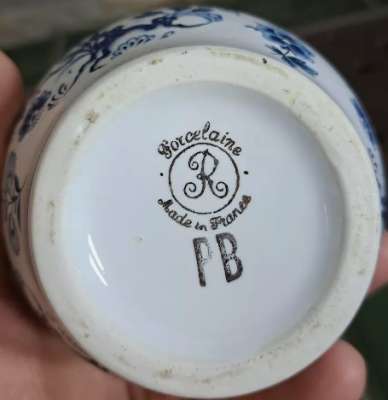 Porcelaine
R
Made in France
PB